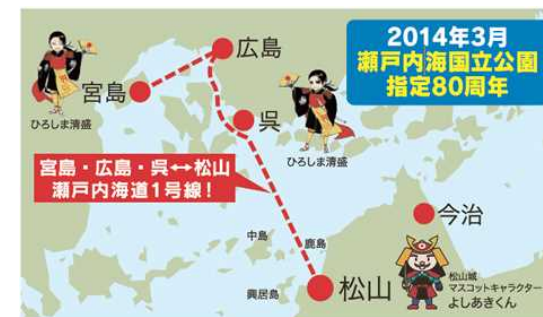 2014年3月
瀬戸内海国立公園
指定80周年
広島
宮島
ひろしま清盛
呉
ひろしま清盛
宮島・広島・呉↔松山
瀬戸内海道1号線!
今治
中島
鹿島
興居島
松山
松山城
マスコットキャラクター
よしあきくん